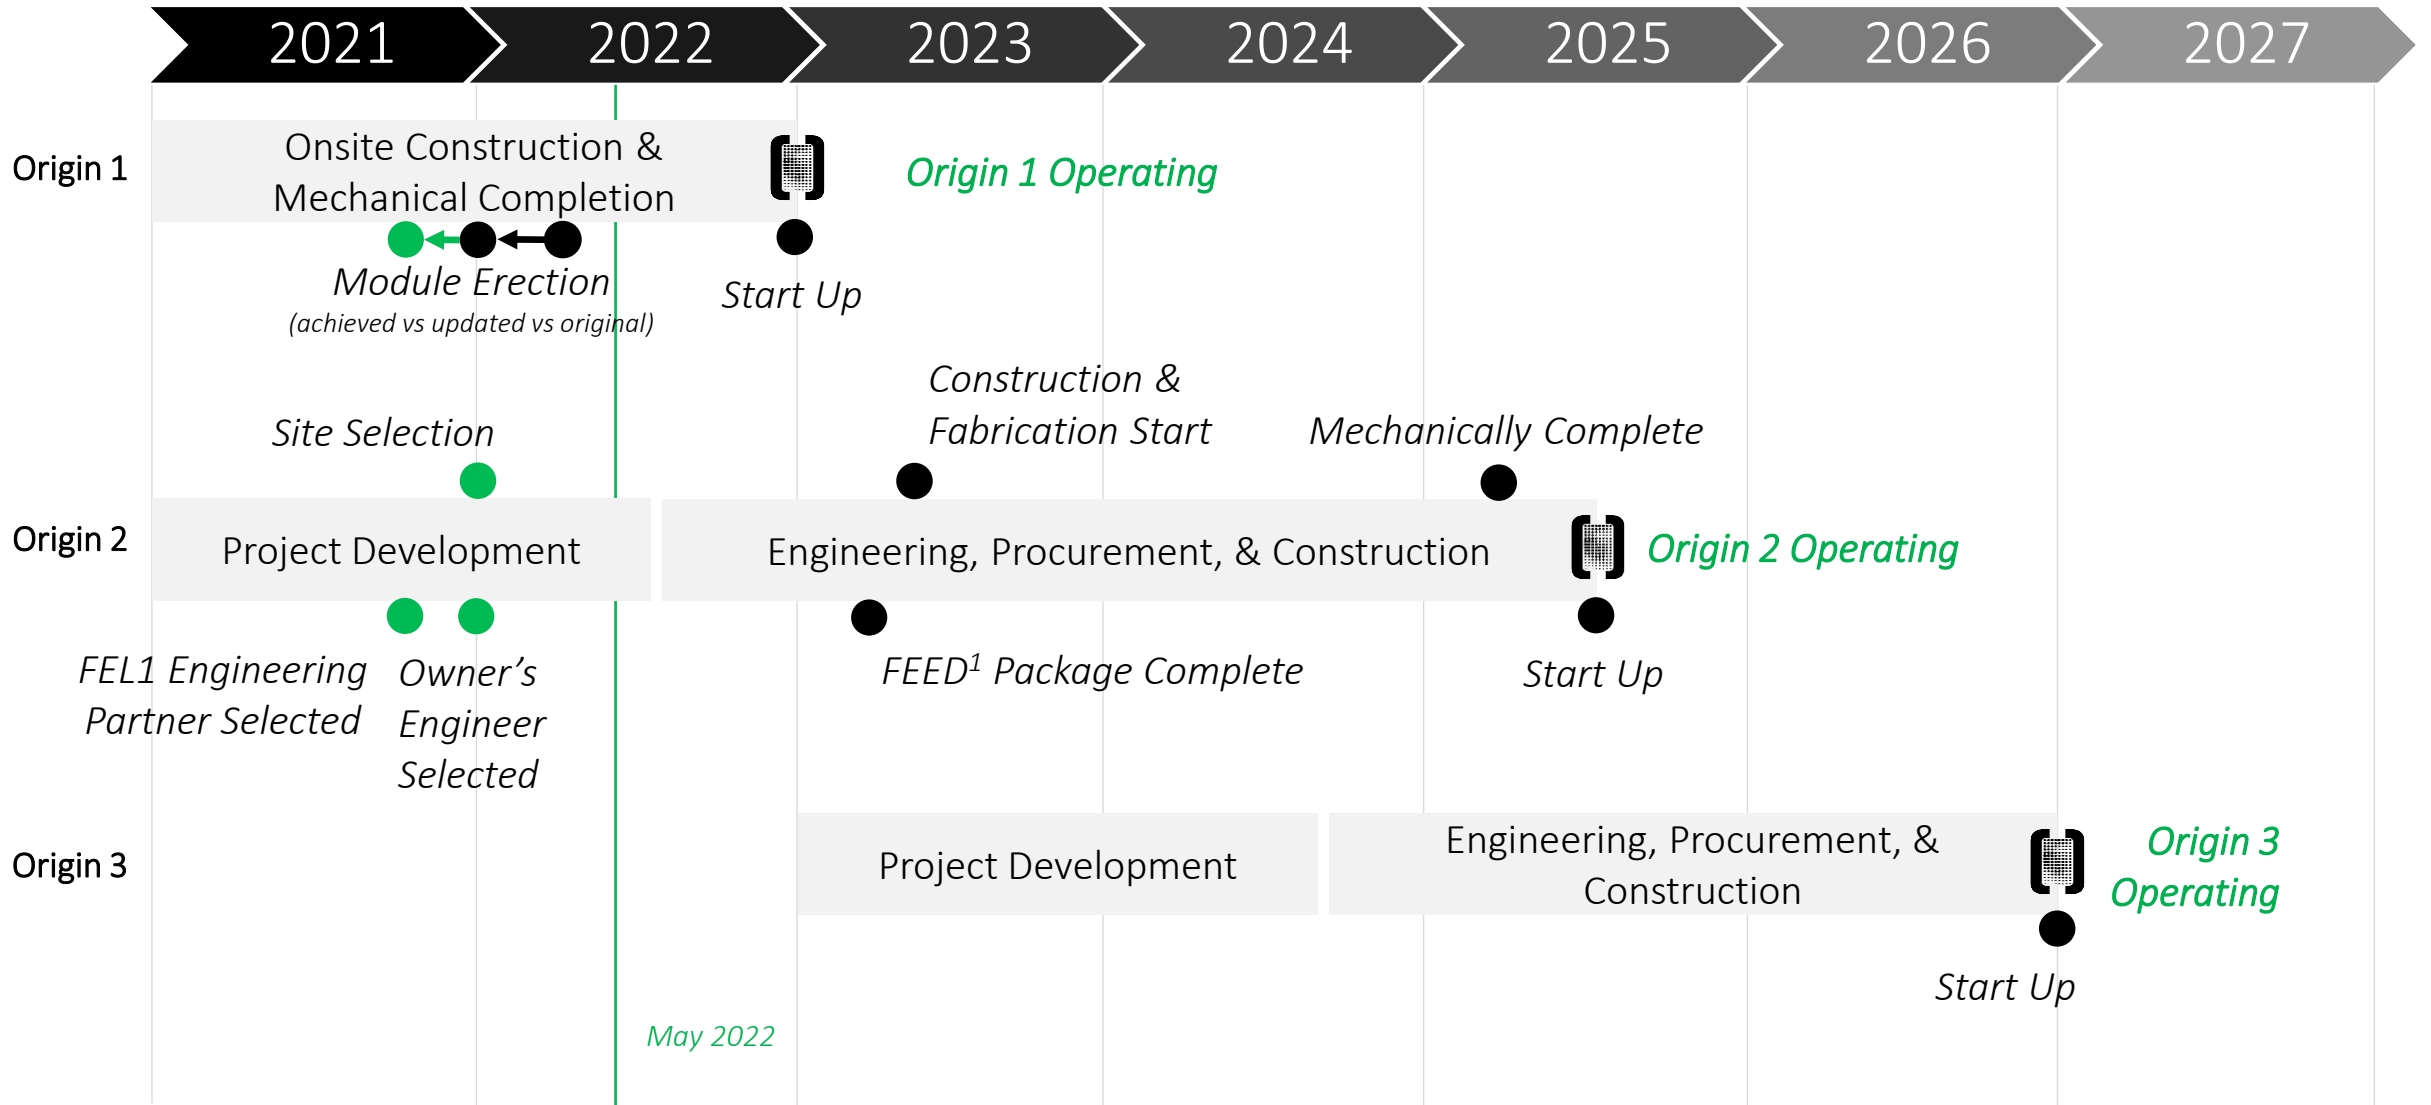 2021 2022 2023 2024 2025 2026 2027
Origin 1
Onsite Construction &
Mechanical Completion
Origin 1 Operating
Module Erection
(achieved vs updated vs original)
Start Up
Site Selection
Construction &
Fabrication Start
Mechanically Complete
Origin 2
Project Development
Engineering, Procurement, & Construction
Origin 2 Operating
FEL1 Engineering
Partner Selected
Owner’s
Engineer
Selected
FEED¹ Package Complete
Start Up
Origin 3
Project Development
Engineering, Procurement, &
Construction
Origin 3
Operating
Start Up
May 2022